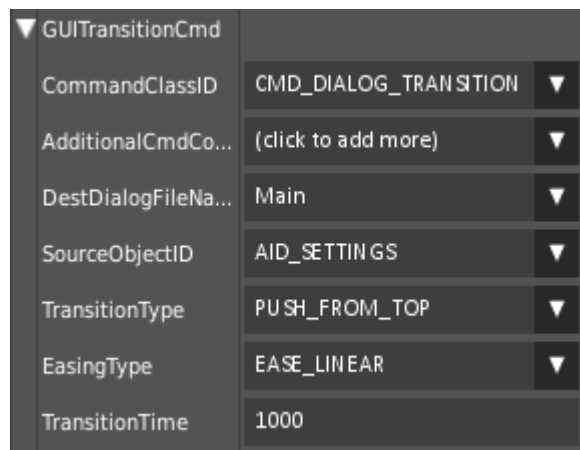 GUITransitionCmd
CommandClassID CMD_DIALOG_TRANSITION
AdditionalCmdCo... (click to add more)
DestDialogFileNa... Main
SourceObjectID AID_SETTINGS
TransitionType PUSH_FROM_TOP
EasingType EASE_LINEAR
TransitionTime 1000